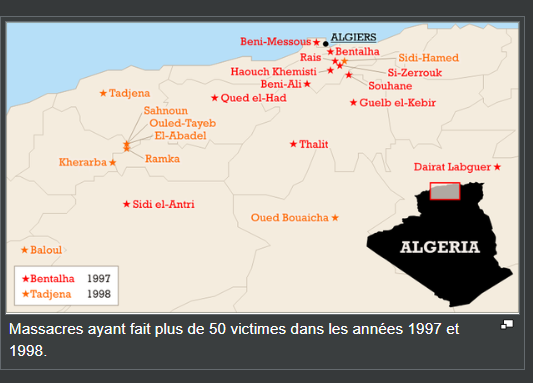 Beni-Messous
ALGIERS
Bentalha
Rais
Sidi-Hamed
Haouch Khemisti
Si-Zerrouk
Beni-Ali
Souhane
Tadjena
Qued el-Had
Guelb el-Kebir
Sahnoun
Ouled-Tayeb
El-Abadel
Thalit
Ramka
Kherarba
Dairat Labguer
Sidi el-Antri
Oued Bouaicha
ALGERIA
Baloul
Bentalha 1997
Tadjena 1998
Massacres ayant fait plus de 50 victimes dans les années 1997 et
1998.